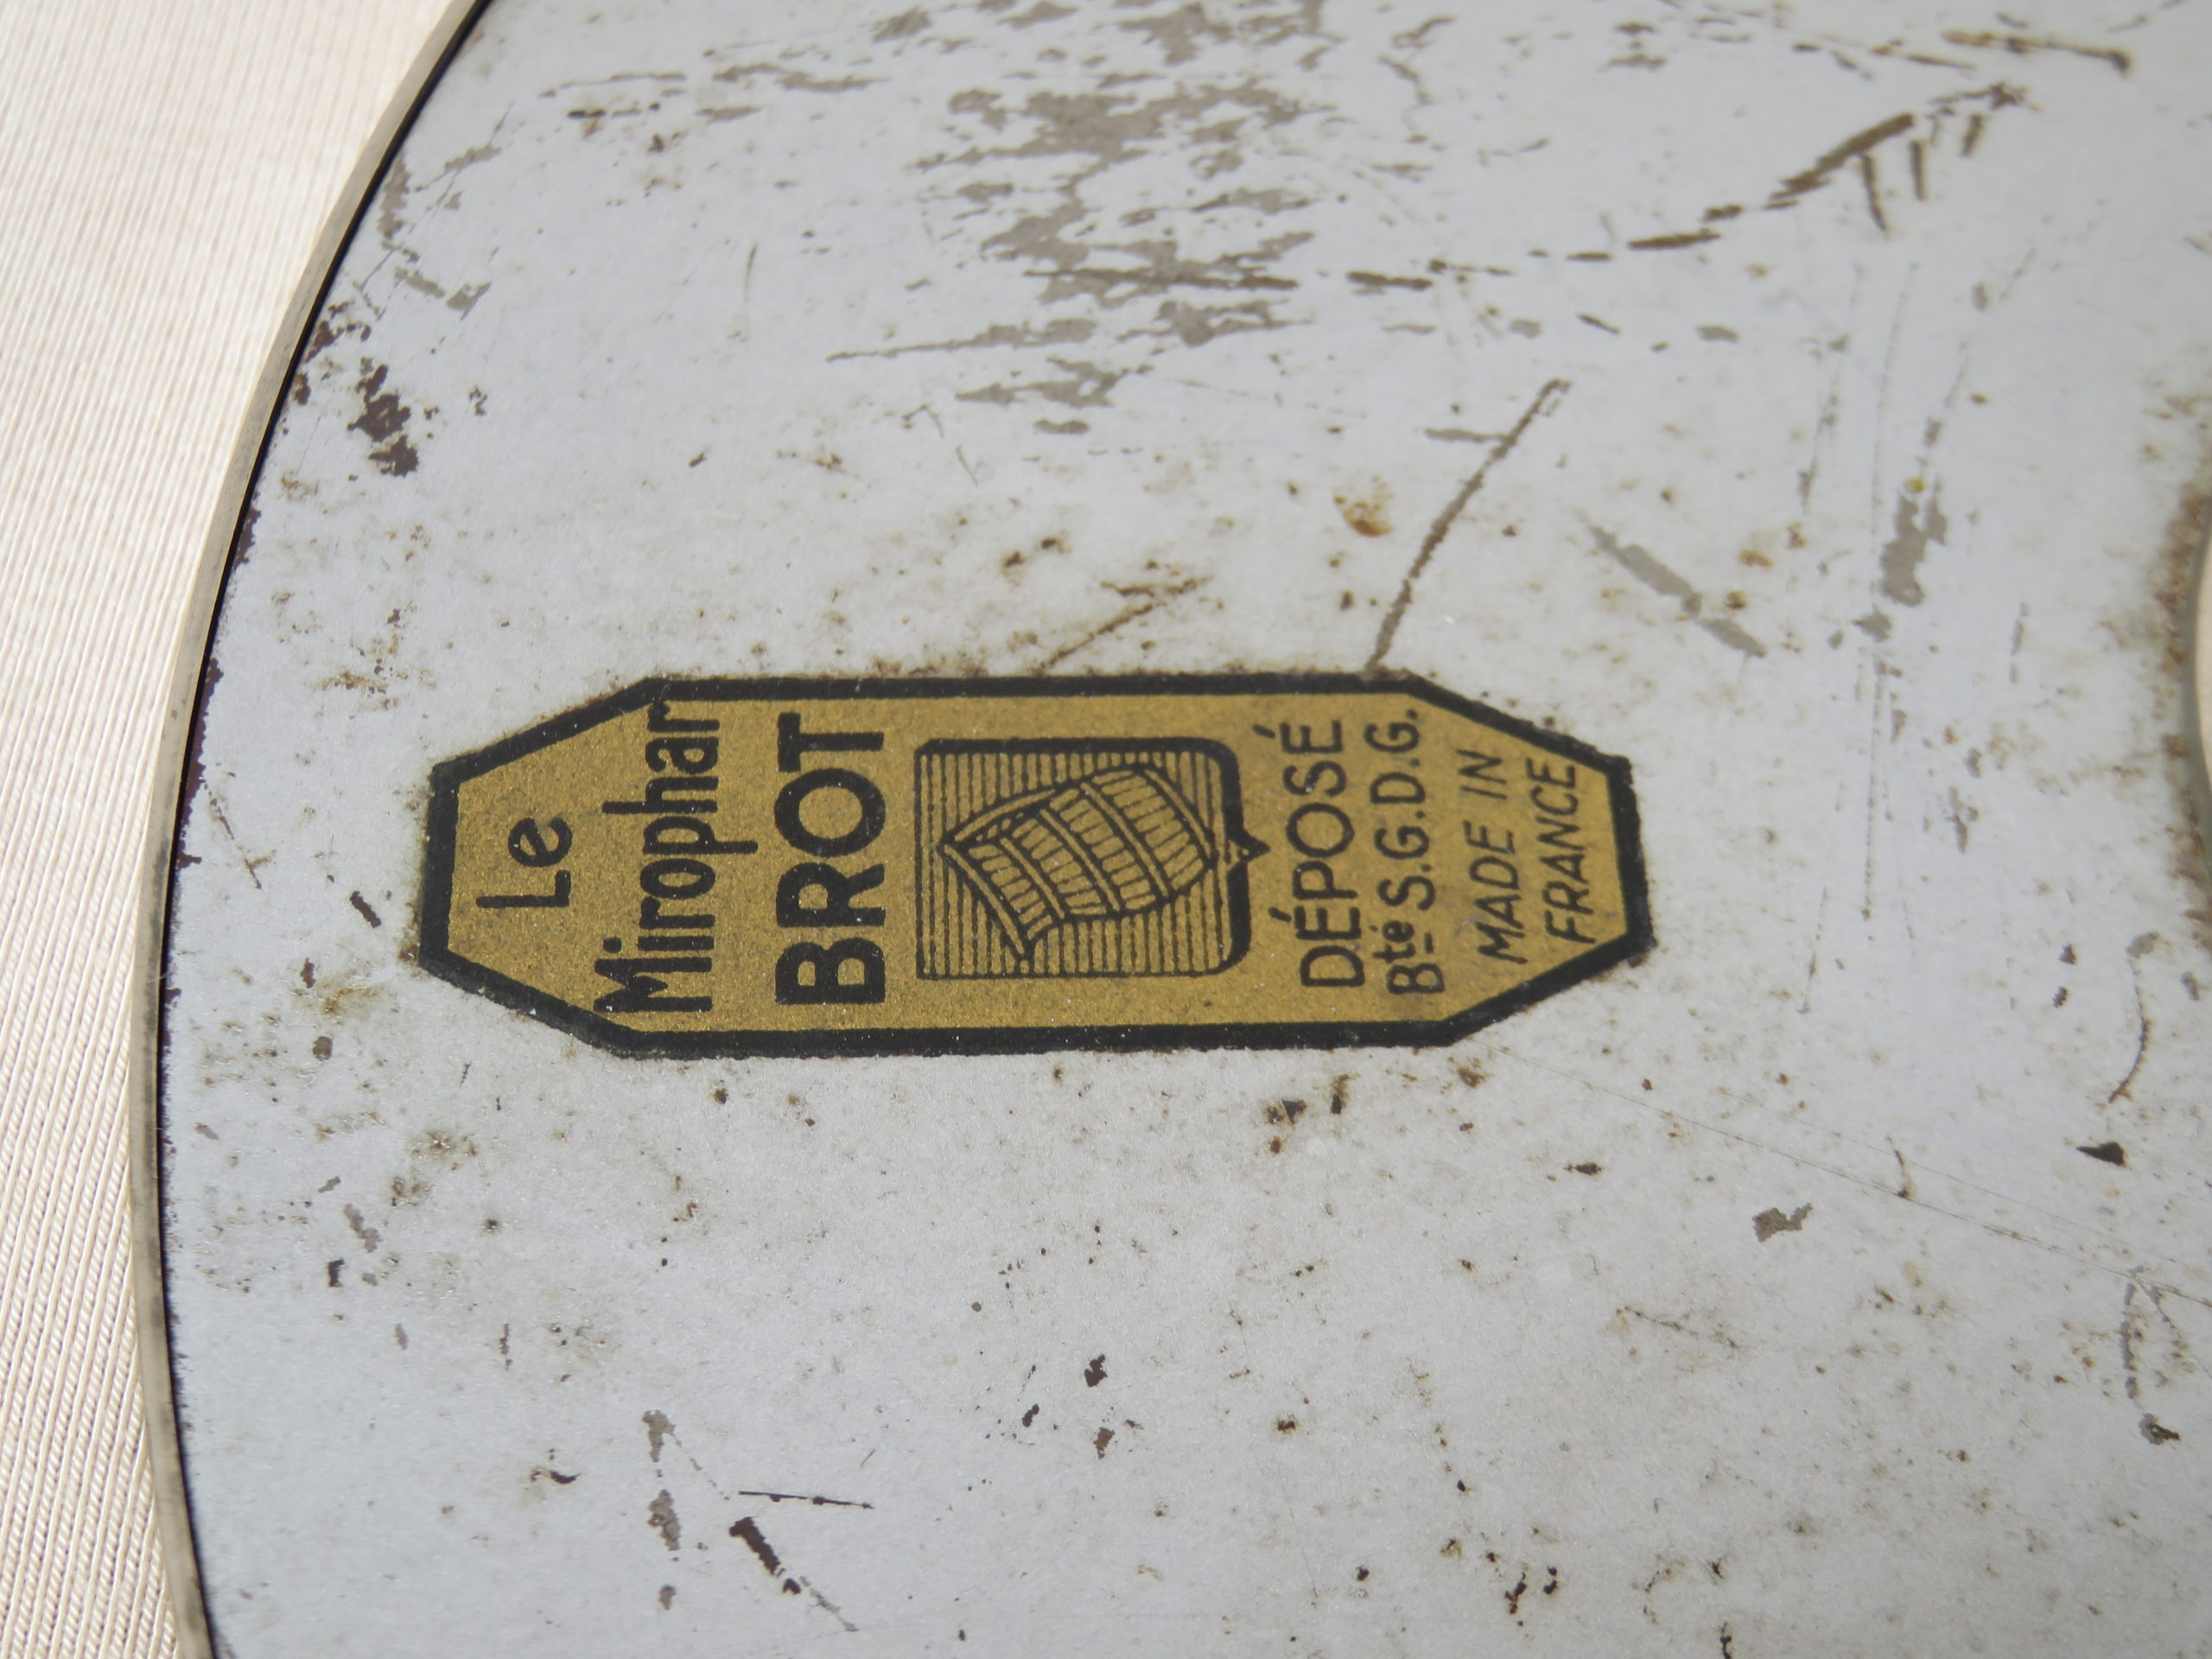 Le
Mirophar
BROT
DÉPOSÉ
Bté S.G.D.G.
MADE IN
FRANCE